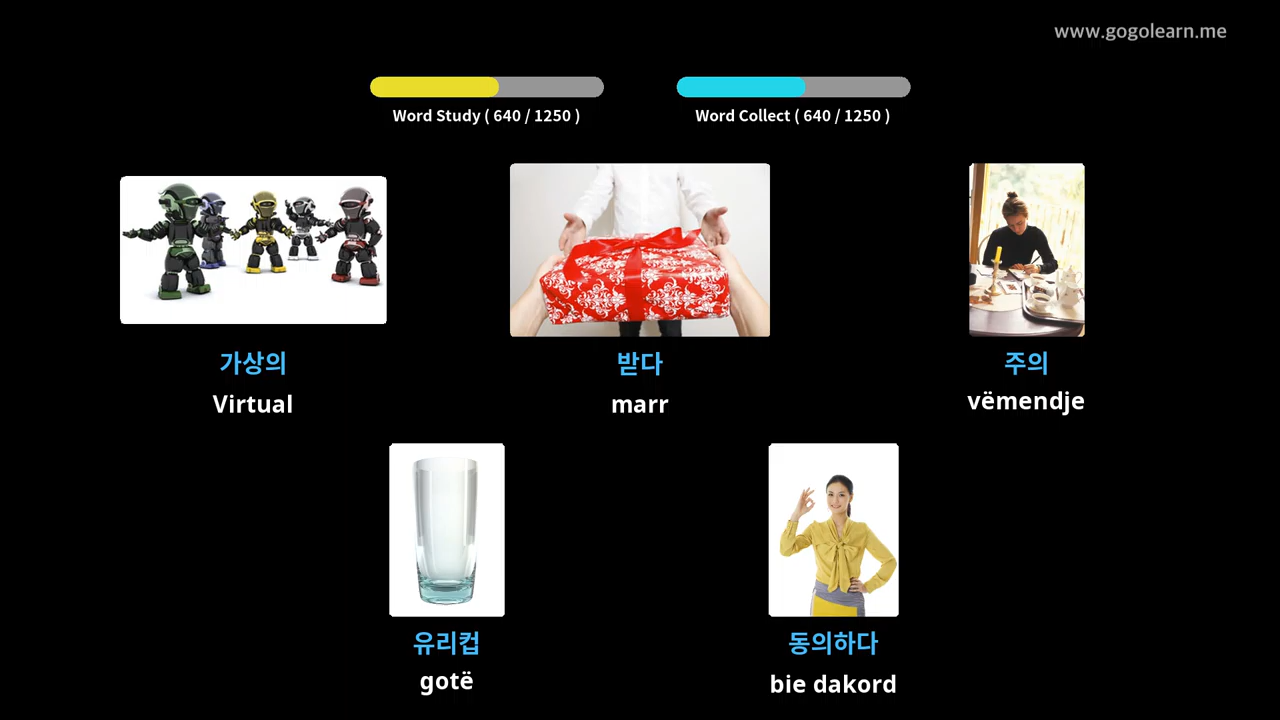 www.gogolearn.me
Word Study ( 640 / 1250 )
Word Collect ( 640 / 1250 )
가상의
Virtual
받다
marr
주의
vëmendje
유리컵
gotë
동의하다
bie dakord